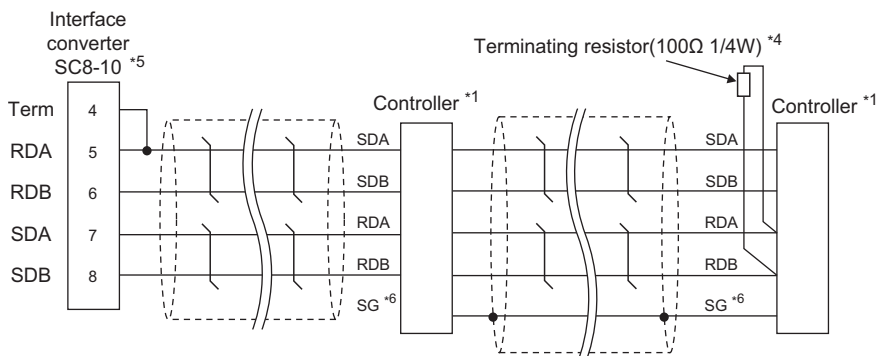 Interface
converter
SC8-10 *5
Terminating resistor(100Ω 1/4W) *4
Controller *1
Controller *1
Term 4
RDA 5 SDA SDA
RDB 6 SDB SDB
SDA 7 RDA RDA
SDB 8 RDB RDB
SG *6 SG *6